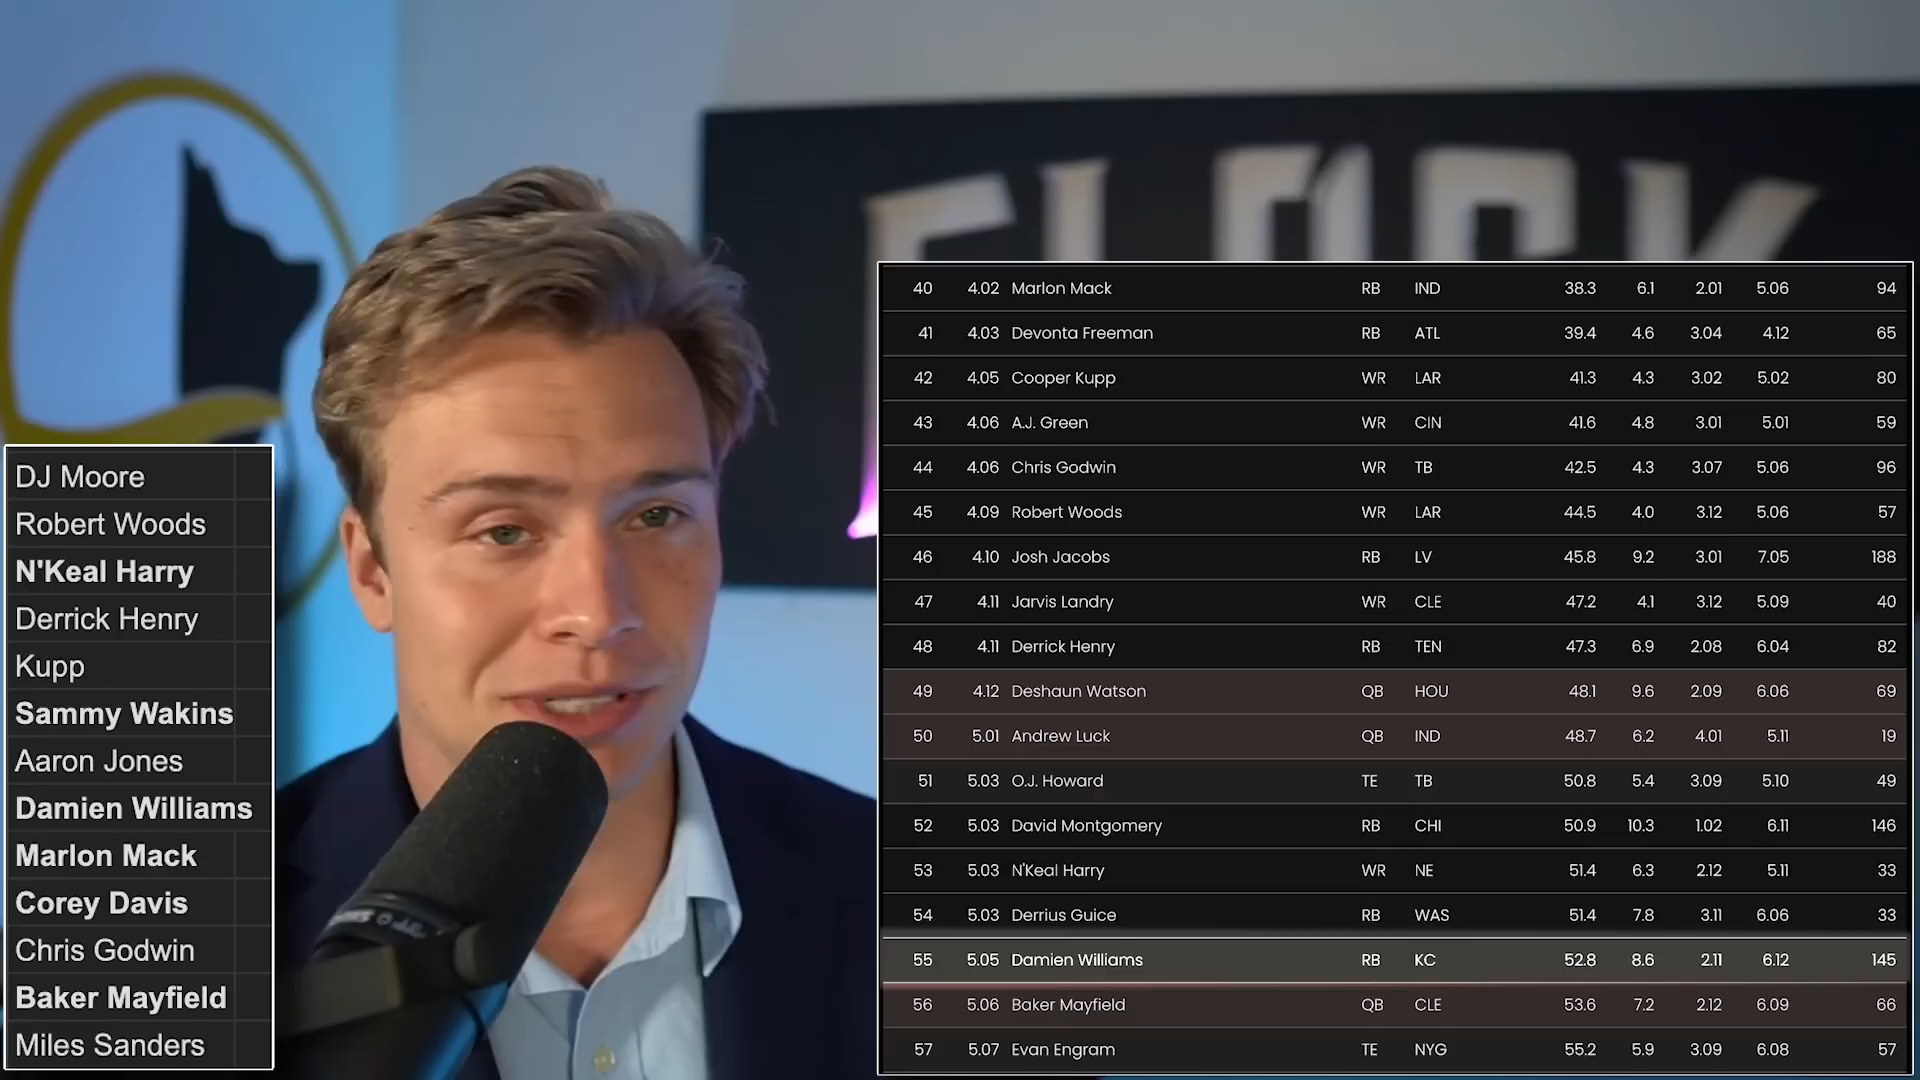 FLOCK
DJ Moore
Robert Woods
N'Keal Harry
Derrick Henry
Kupp
Sammy Wakins
Aaron Jones
Damien Williams
Marlon Mack
Corey Davis
Chris Godwin
Baker Mayfield
Miles Sanders
40 4.02 Marlon Mack RB IND 38.3 6.1 2.01 5.06 94
41 4.03 Devonta Freeman RB ATL 39.4 4.6 3.04 4.12 65
42 4.05 Cooper Kupp WR LAR 41.3 4.3 3.02 5.02 80
43 4.06 A.J. Green WR CIN 41.6 4.8 3.01 5.01 59
44 4.06 Chris Godwin WR TB 42.5 4.3 3.07 5.06 96
45 4.09 Robert Woods WR LAR 44.5 4.0 3.12 5.06 57
46 4.10 Josh Jacobs RB LV 45.8 9.2 3.01 7.05 188
47 4.11 Jarvis Landry WR CLE 47.2 4.1 3.12 5.09 40
48 4.11 Derrick Henry RB TEN 47.3 6.9 2.08 6.04 82
49 4.12 Deshaun Watson QB HOU 48.1 9.6 2.09 6.06 69
50 5.01 Andrew Luck QB IND 48.7 6.2 4.01 5.11 19
51 5.03 O.J. Howard TE TB 50.8 5.4 3.09 5.10 49
52 5.03 David Montgomery RB CHI 50.9 10.3 1.02 6.11 146
53 5.03 N'Keal Harry WR NE 51.4 6.3 2.12 5.11 33
54 5.03 Derrius Guice RB WAS 51.4 7.8 3.11 6.06 33
55 5.05 Damien Williams RB KC 52.8 8.6 2.11 6.12 145
56 5.06 Baker Mayfield QB CLE 53.6 7.2 2.12 6.09 66
57 5.07 Evan Engram TE NYG 55.2 5.9 3.09 6.08 57